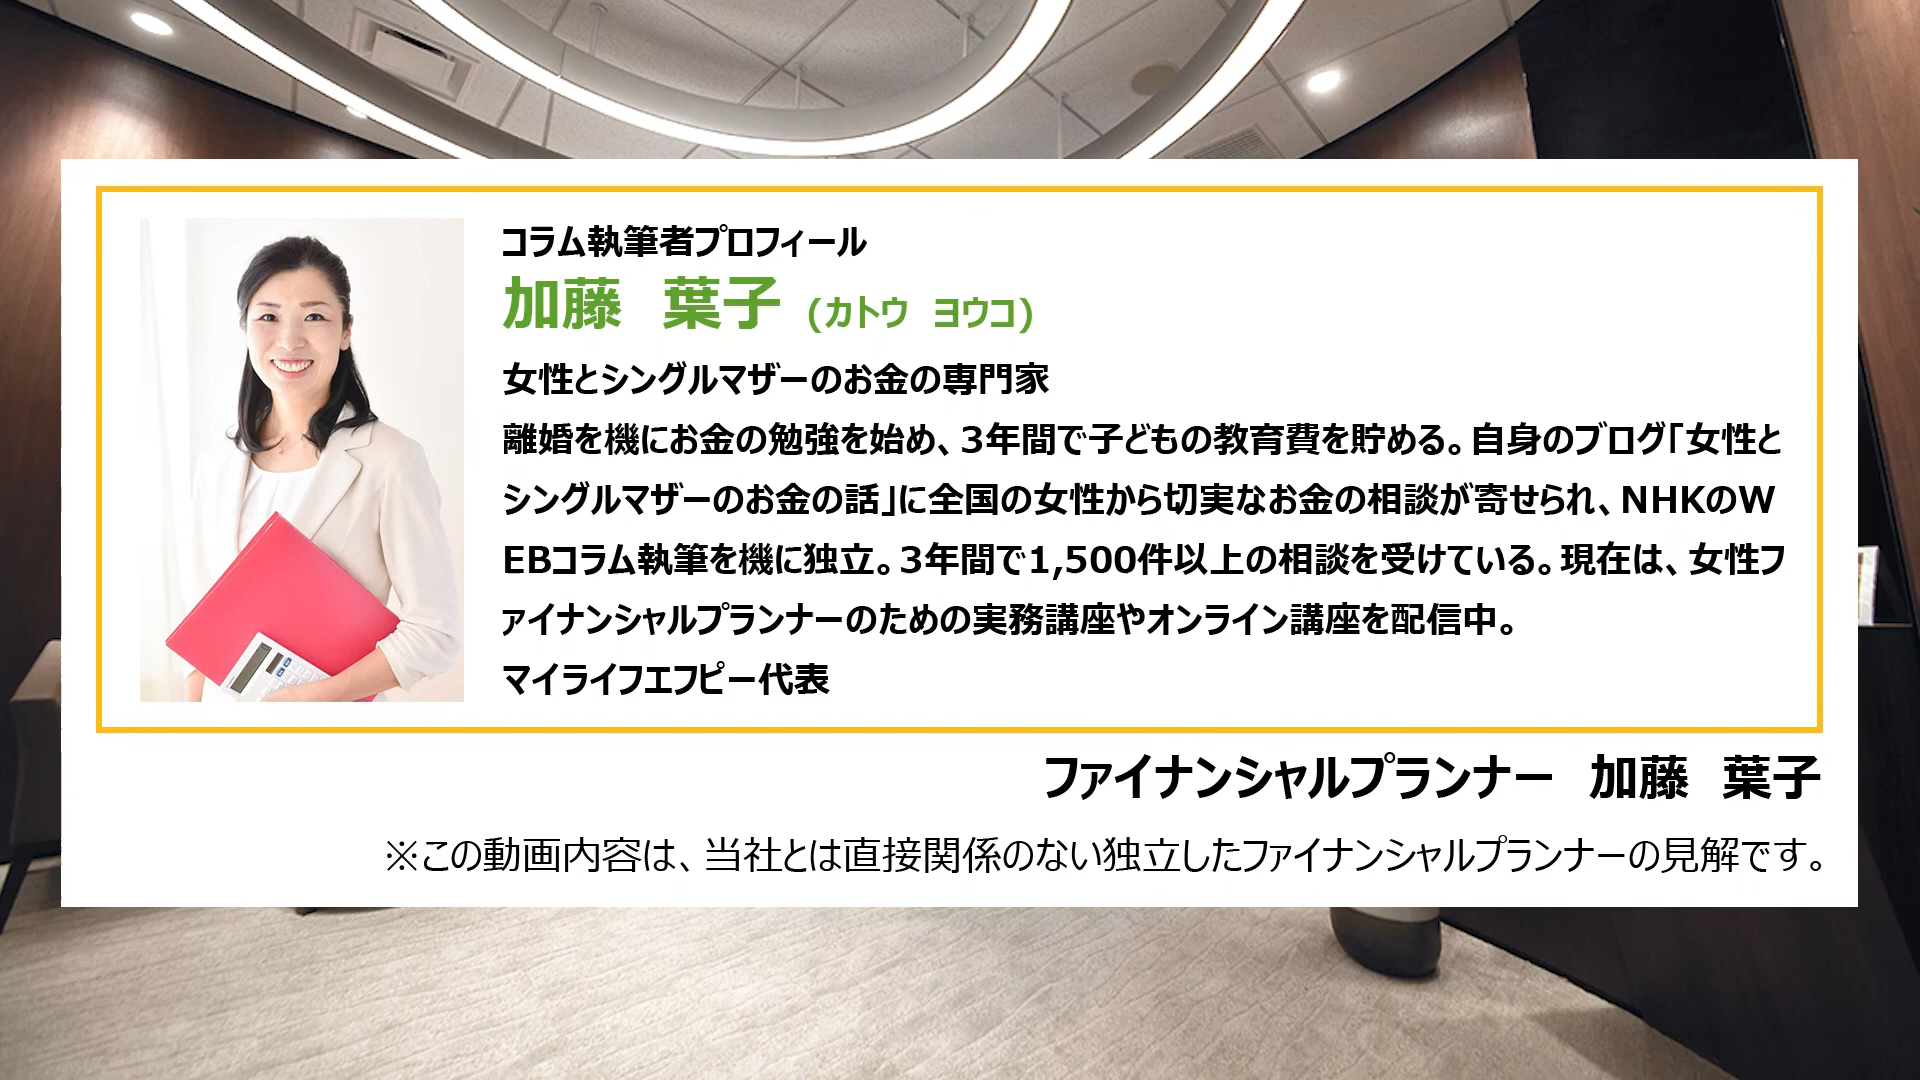 コラム執筆者プロフィール
加藤　葉子 (カトウ　ヨウコ)
女性とシングルマザーのお金の専門家
離婚を機にお金の勉強を始め、3年間で子どもの教育費を貯める。自身のブログ「女性と
シングルマザーのお金の話」に全国の女性から切実なお金の相談が寄せられ、NHKのW
EBコラム執筆を機に独立。3年間で1,500件以上の相談を受けている。現在は、女性フ
ァイナンシャルプランナーのための実務講座やオンライン講座を配信中。
マイライフエフピー代表
ファイナンシャルプランナー　加藤　葉子
※この動画内容は、当社とは直接関係のない独立したファイナンシャルプランナーの見解です。